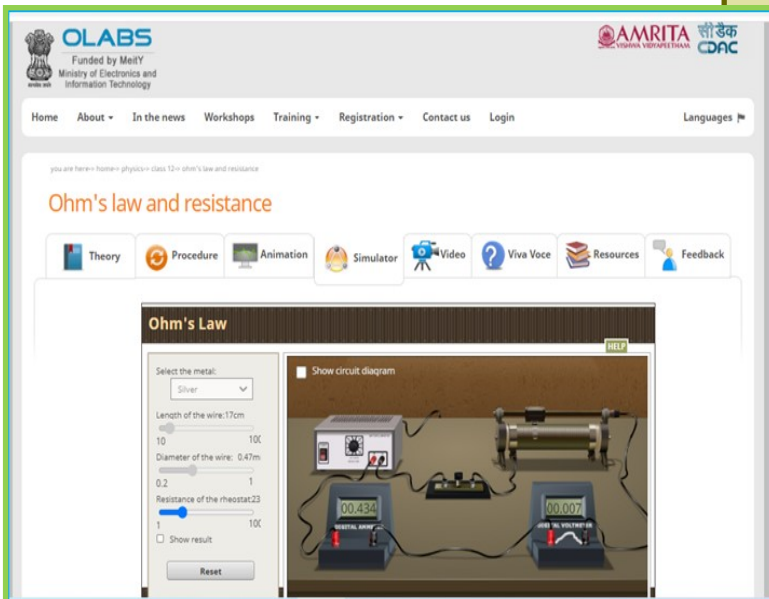 OLABS
Funded by MeitY
Ministry of Electronics and
Information Technology
AMRITA
VISHWA VIDYAPEETHAM
सी डैक
CDAC
Home About In the news Workshops Training Registration Contact us Login Languages
you are here-> home-> physics-> class 12-> ohm's law and resistance
Ohm's law and resistance
Theory Procedure Animation Simulator Video Viva Voce Resources Feedback
Ohm's Law
HELP
Select the metal:
Silver
Show circuit diagram
Length of the wire:17cm
10 100
Diameter of the wire: 0.47m
0.2 1
Resistance of the rheostat:23
1 100
Show result
Reset
00.434
DIGITAL AMMETER
00.007
DIGITAL VOLTMETER